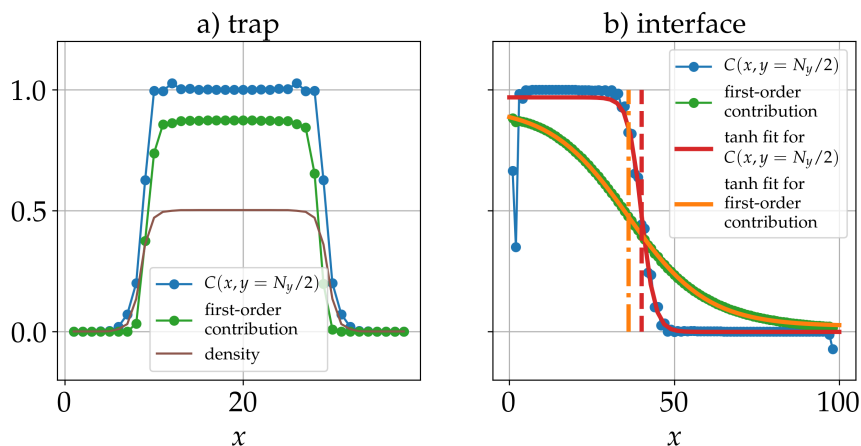 a) trap
b) interface
1.0
0.5
0.0
C(x, y = N_y/2)
first-order
contribution
density
0
20
x
C(x, y = N_y/2)
first-order
contribution
tanh fit for
C(x, y = N_y/2)
tanh fit for
first-order
contribution
0
50
100
x